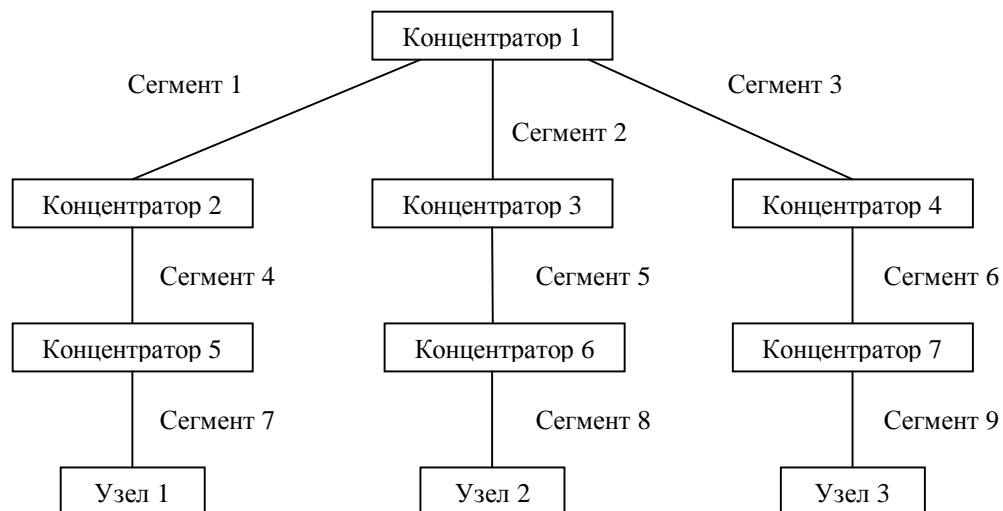 Концентратор 1
Сегмент 1
Сегмент 3
Сегмент 2
Концентратор 2
Концентратор 3
Концентратор 4
Сегмент 4
Сегмент 5
Сегмент 6
Концентратор 5
Концентратор 6
Концентратор 7
Сегмент 7
Сегмент 8
Сегмент 9
Узел 1
Узел 2
Узел 3